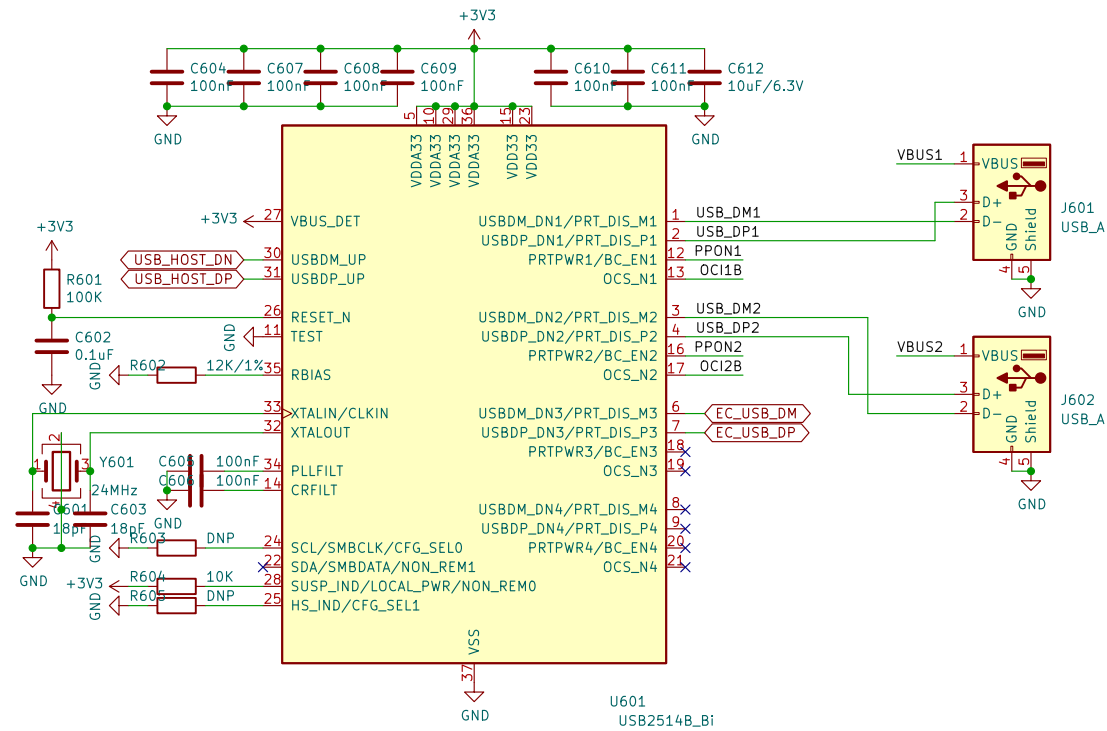 +3V3
C604
100nF
C607
100nF
C608
100nF
C609
100nF
C610
100nF
C611
100nF
C612
10uF/6.3V
GND
GND
5
10
29
36
15
23
VDDA33
VDDA33
VDDA33
VDDA33
VDD33
VDD33
+3V3
27
VBUS_DET
USB_HOST_DN
30
USBDM_UP
USB_HOST_DP
31
USBDP_UP
+3V3
R601
100K
26
RESET_N
GND
11
TEST
C602
0.1uF
GND
GND
R602
12K/1%
35
RBIAS
33
XTALIN/CLKIN
32
XTALOUT
2
1
3
4
Y601
24MHz
C601
18pF
C603
18pF
GND
C605
100nF
34
PLLFILT
C606
100nF
14
CRFILT
GND
GND
R603
DNP
24
SCL/SMBCLK/CFG_SEL0
22
SDA/SMBDATA/NON_REM1
+3V3
R604
10K
28
SUSP_IND/LOCAL_PWR/NON_REM0
GND
R605
DNP
25
HS_IND/CFG_SEL1
USBDM_DN1/PRT_DIS_M1
1
USB_DM1
USBDP_DN1/PRT_DIS_P1
2
USB_DP1
PRTPWR1/BC_EN1
12
PPON1
OCS_N1
13
OCI1B
USBDM_DN2/PRT_DIS_M2
3
USB_DM2
USBDP_DN2/PRT_DIS_P2
4
USB_DP2
PRTPWR2/BC_EN2
16
PPON2
OCS_N2
17
OCI2B
USBDM_DN3/PRT_DIS_M3
6
EC_USB_DM
USBDP_DN3/PRT_DIS_P3
7
EC_USB_DP
PRTPWR3/BC_EN3
18
OCS_N3
19
USBDM_DN4/PRT_DIS_M4
8
USBDP_DN4/PRT_DIS_P4
9
PRTPWR4/BC_EN4
20
OCS_N4
21
VSS
37
GND
U601
USB2514B_Bi
VBUS1
1
VBUS
3
D+
2
D-
GND
Shield
4
5
GND
J601
USB_A
VBUS2
1
VBUS
3
D+
2
D-
GND
Shield
4
5
GND
J602
USB_A